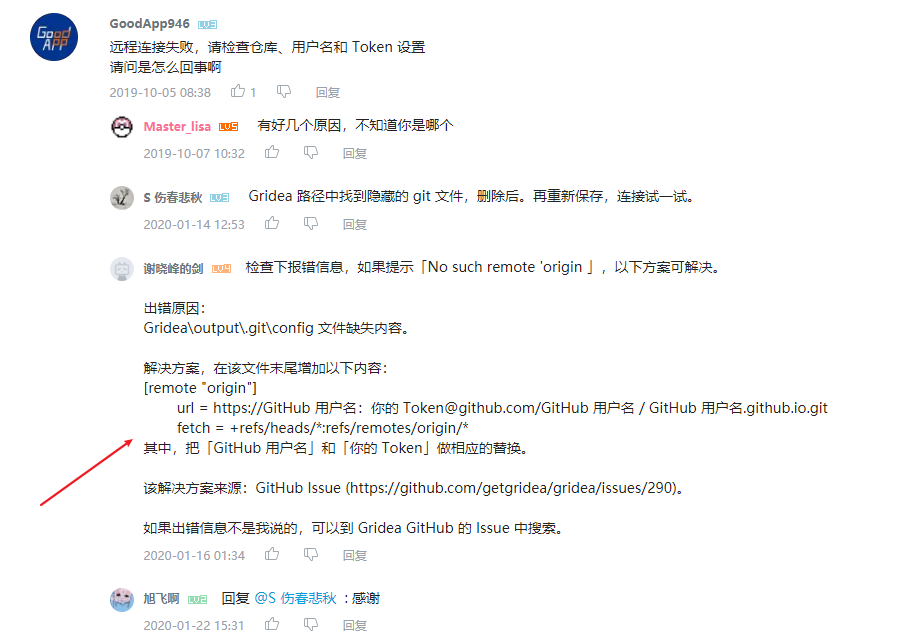 Good
APP
GoodApp946 LV3
远程连接失败，请检查仓库、用户名和 Token 设置
请问是怎么回事啊
2019-10-05 08:38 1 回复
Master_lisa LV5 有好几个原因，不知道你是哪个
2019-10-07 10:32 回复
S 伤春悲秋 LV3 Gridea 路径中找到隐藏的 git 文件，删除后。再重新保存，连接试一试。
2020-01-14 12:53 回复
谢晓峰的剑 LV4 检查下报错信息，如果提示「No such remote 'origin 」，以下方案可解决。
出错原因：
Gridea\output\.git\config 文件缺失内容。
解决方案，在该文件末尾增加以下内容：
[remote "origin"]
url = https://GitHub 用户名：你的 Token@github.com/GitHub 用户名 / GitHub 用户名.github.io.git
fetch = +refs/heads/*:refs/remotes/origin/*
其中，把「GitHub 用户名」和「你的 Token」做相应的替换。
该解决方案来源：GitHub Issue (https://github.com/getgridea/gridea/issues/290)。
如果出错信息不是我说的，可以到 Gridea GitHub 的 Issue 中搜索。
2020-01-16 01:34 回复
旭飞啊 LV2 回复 @S 伤春悲秋 : 感谢
2020-01-22 15:31 回复